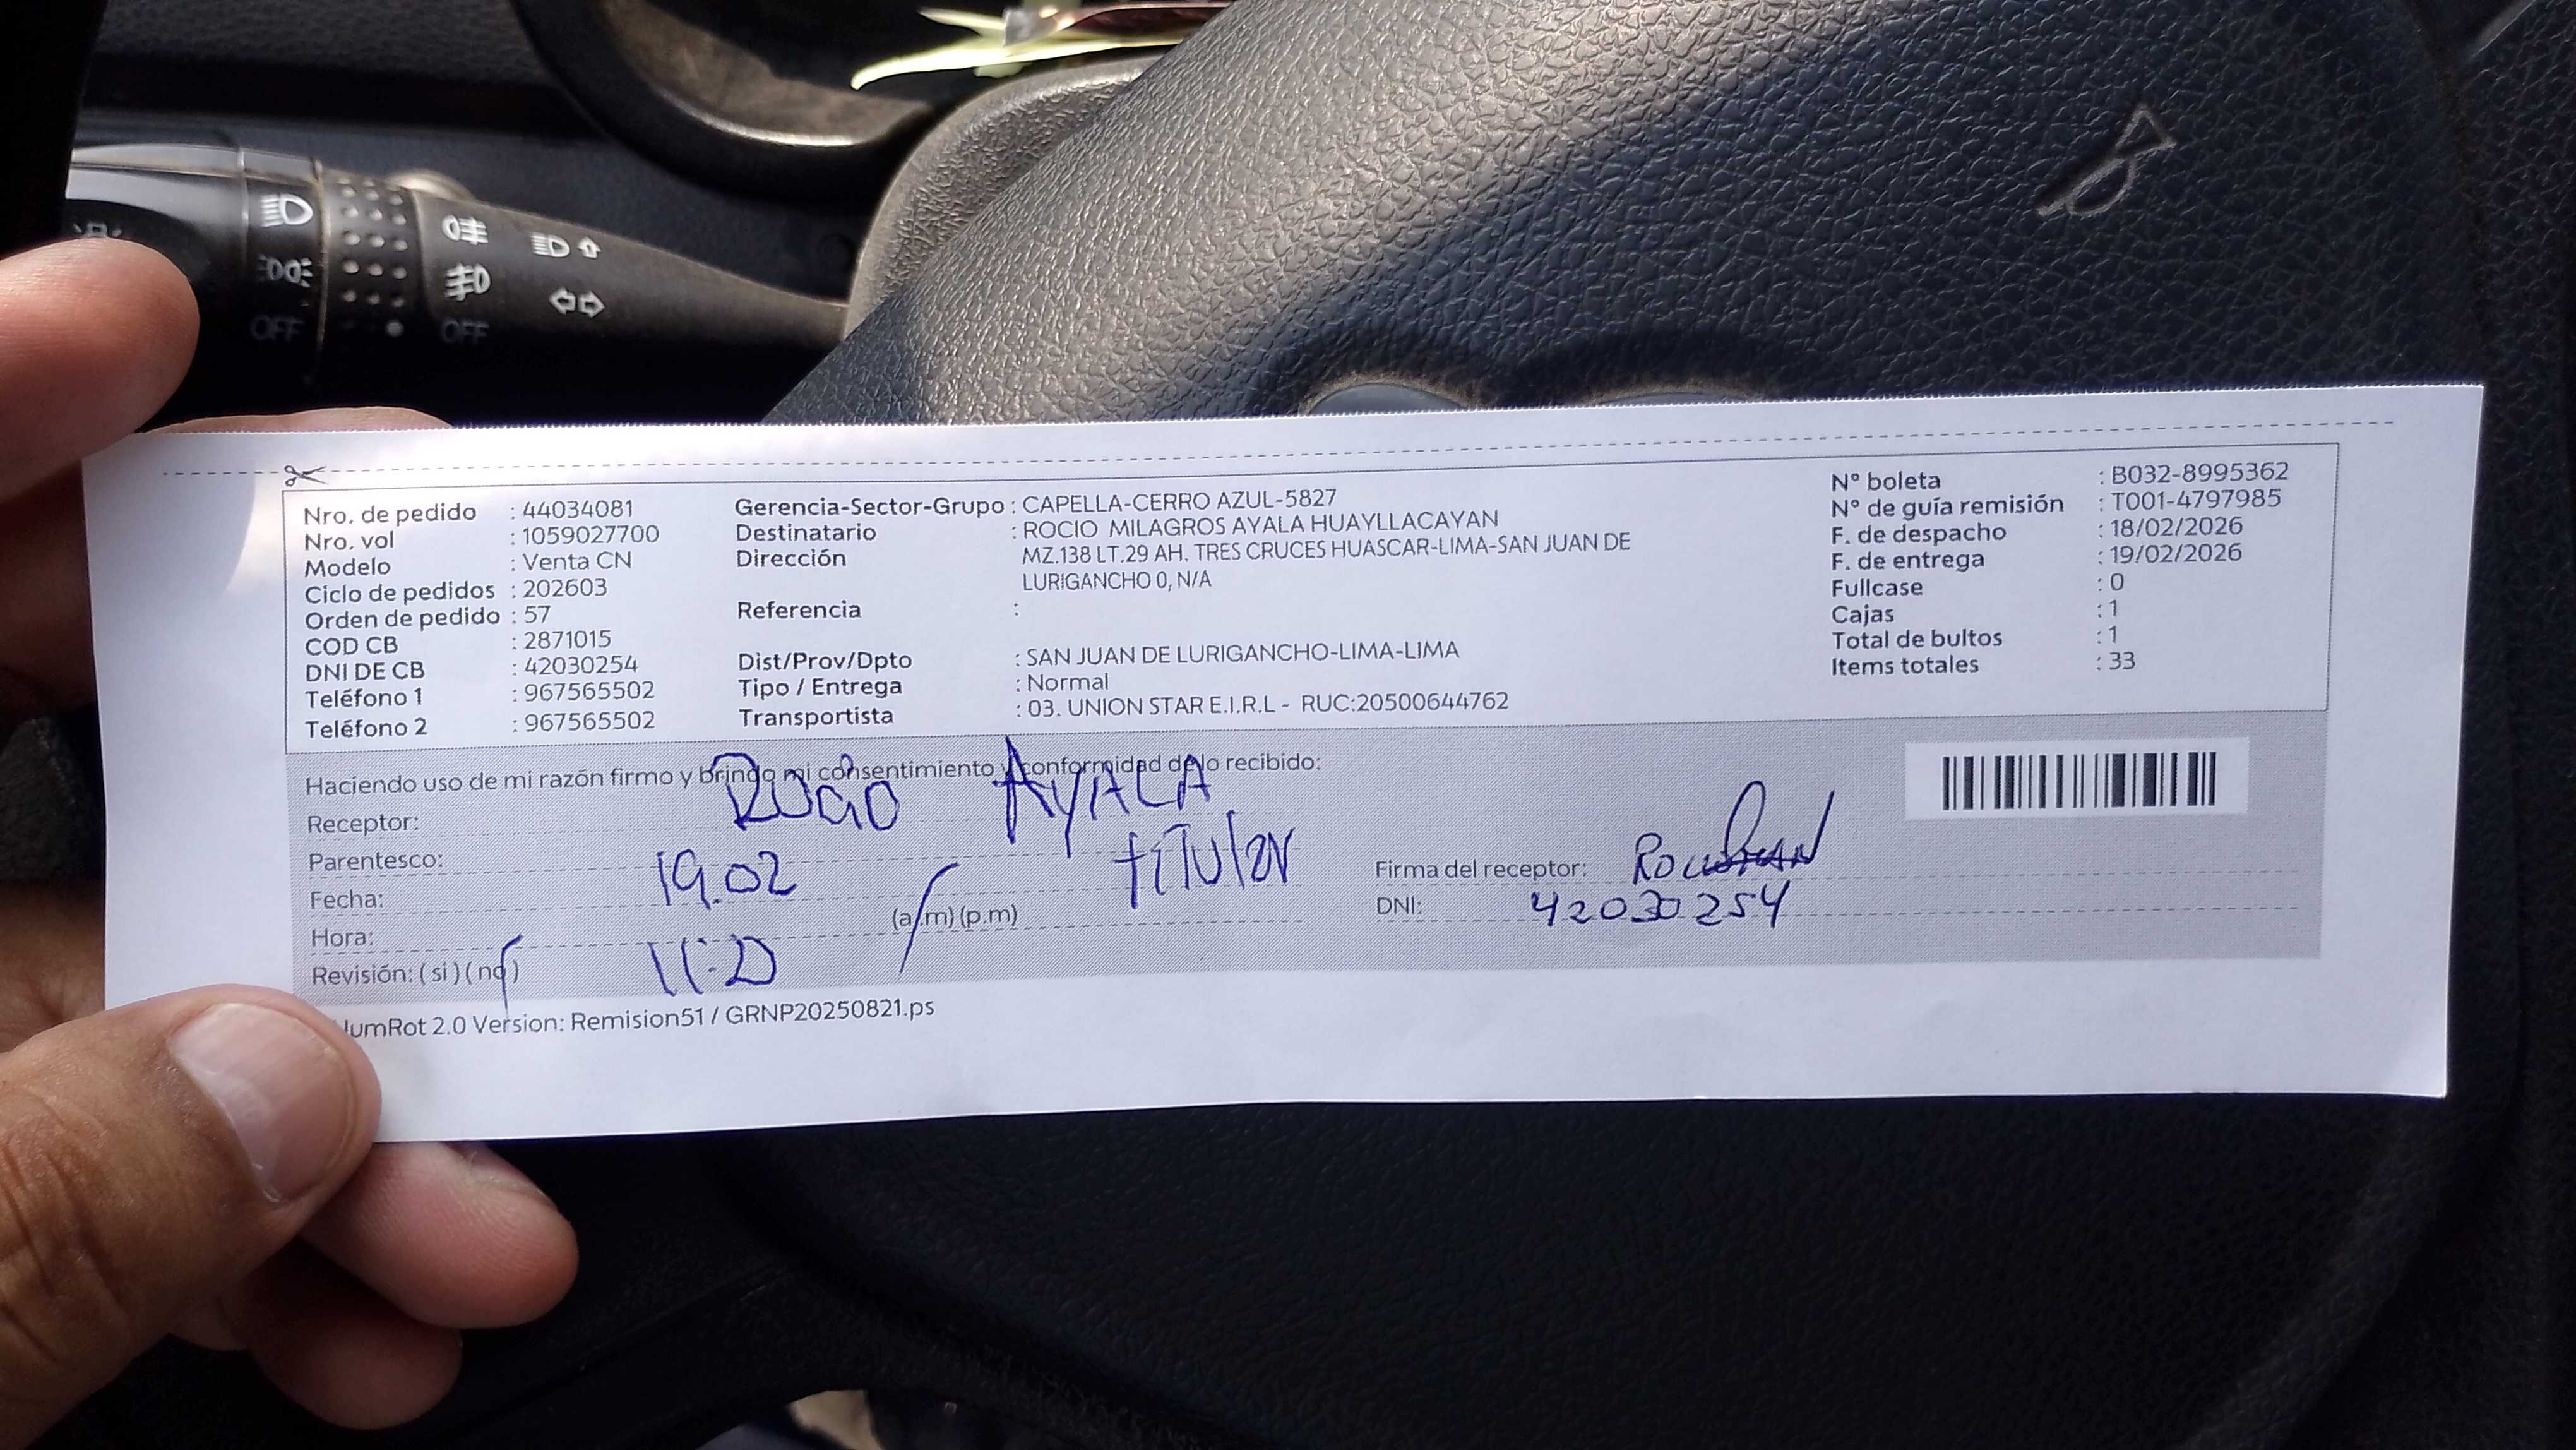 OFF
OFF
Nro. de pedido : 44034081
Nro. vol : 1059027700
Modelo : Venta CN
Ciclo de pedidos : 202603
Orden de pedido : 57
COD CB : 2871015
DNI DE CB : 42030254
Teléfono 1 : 967565502
Teléfono 2 : 967565502
Gerencia-Sector-Grupo : CAPELLA-CERRO AZUL-5827
Destinatario : ROCIO MILAGROS AYALA HUAYLLACAYAN
Dirección MZ.138 LT.29 AH. TRES CRUCES HUASCAR-LIMA-SAN JUAN DE
LURIGANCHO 0, N/A
Referencia :
Dist/Prov/Dpto : SAN JUAN DE LURIGANCHO-LIMA-LIMA
Tipo / Entrega : Normal
Transportista : 03. UNION STAR E.I.R.L - RUC:20500644762
N° boleta : B032-8995362
N° de guía remisión : T001-4797985
F. de despacho : 18/02/2026
F. de entrega : 19/02/2026
Fullcase : 0
Cajas : 1
Total de bultos : 1
Items totales : 33
Haciendo uso de mi razón firmo y brindo mi consentimiento y conformidad de lo recibido:
Receptor: ROCIO AYALA
Parentesco: TITULAR
Fecha: 19.02
Hora: 11:20 (a.m) (p.m)
Revisión: ( si ) ( no )
Firma del receptor:
DNI: 42030254
umRot 2.0 Version: Remision51 / GRNP20250821.ps